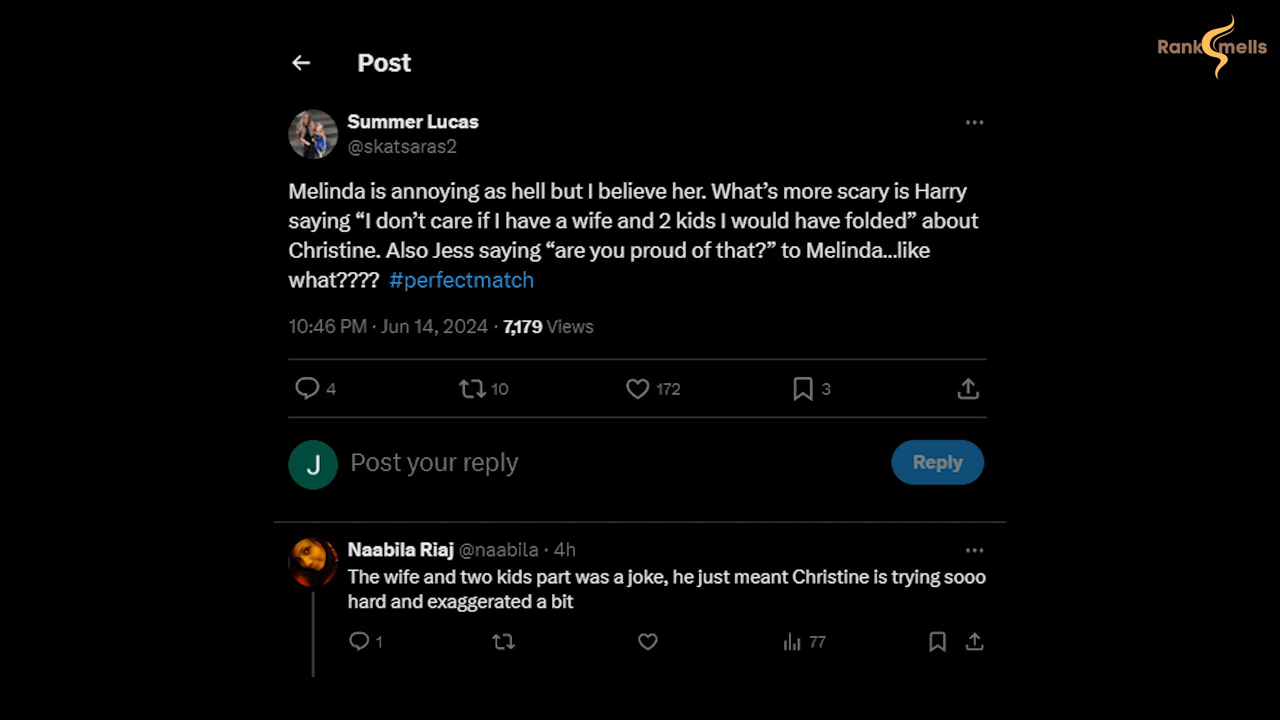 RankSmells
Post
Summer Lucas
@skatsaras2
Melinda is annoying as hell but I believe her. What's more scary is Harry
saying “I don't care if I have a wife and 2 kids I would have folded” about
Christine. Also Jess saying “are you proud of that?” to Melinda...like
what???? #perfectmatch
10:46 PM · Jun 14, 2024 · 7,179 Views
4 10 172 3
J Post your reply Reply
Naabila Riaj @naabila · 4h
The wife and two kids part was a joke, he just meant Christine is trying sooo
hard and exaggerated a bit
1 77